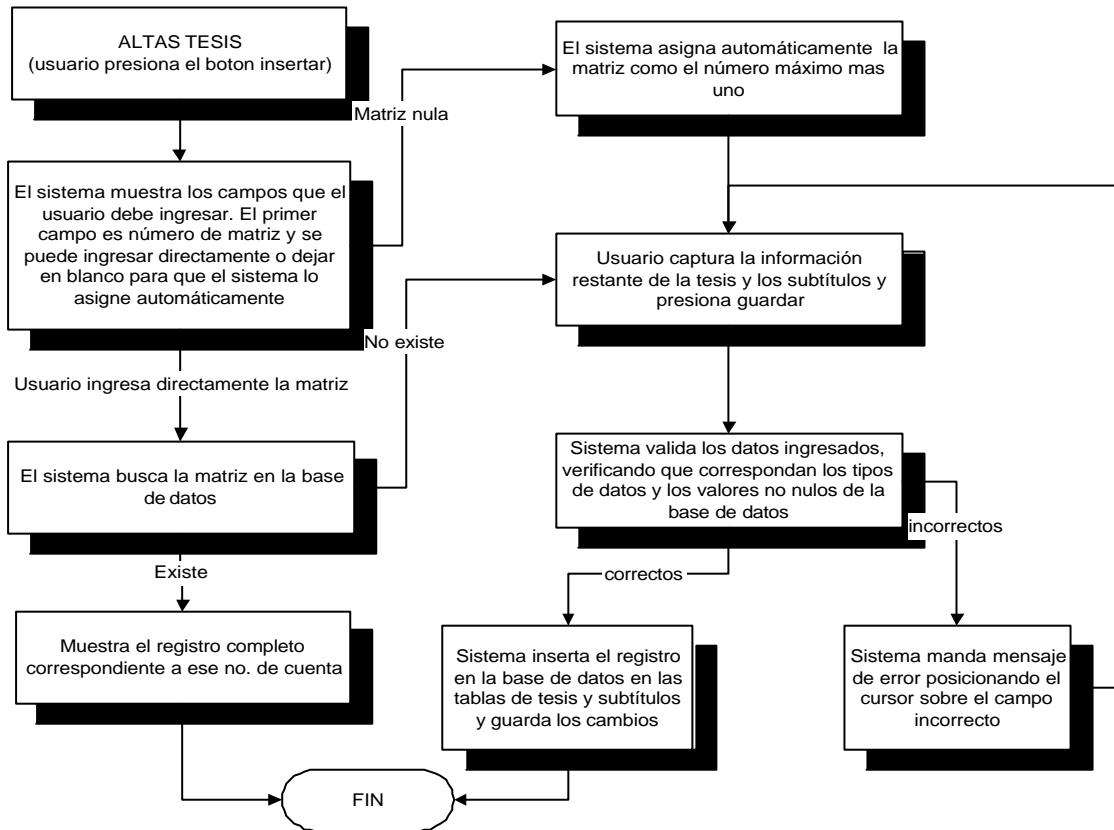 ALTAS TESIS
(usuario presiona el boton insertar)
Matriz nula
El sistema asigna automáticamente la
matriz como el número máximo mas
uno
El sistema muestra los campos que el
usuario debe ingresar. El primer
campo es número de matriz y se
puede ingresar directamente o dejar
en blanco para que el sistema lo
asigne automáticamente
Usuario captura la información
restante de la tesis y los subtítulos y
presiona guardar
No existe
Usuario ingresa directamente la matriz
El sistema busca la matriz en la base
de datos
Sistema valida los datos ingresados,
verificando que correspondan los tipos
de datos y los valores no nulos de la
base de datos
incorrectos
Existe
correctos
Muestra el registro completo
correspondiente a ese no. de cuenta
Sistema inserta el registro
en la base de datos en las
tablas de tesis y subtítulos
y guarda los cambios
Sistema manda mensaje
de error posicionando el
cursor sobre el campo
incorrecto
FIN